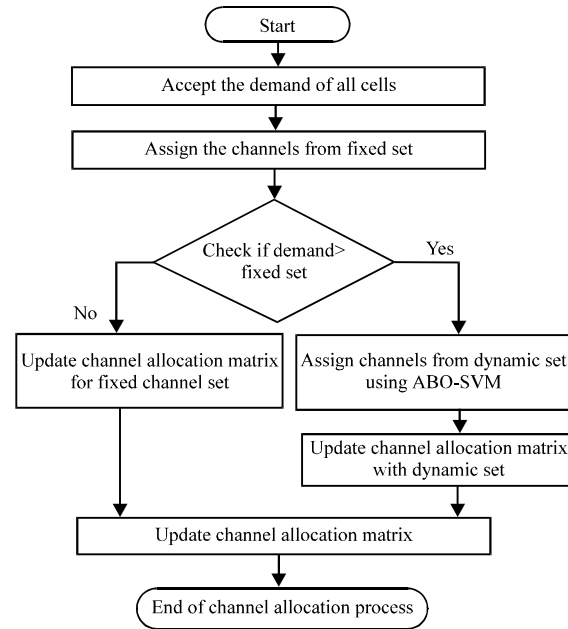 Start
Accept the demand of all cells
Assign the channels from fixed set
Check if demand>
fixed set
Yes
No
Update channel allocation matrix
for fixed channel set
Assign channels from dynamic set
using ABO-SVM
Update channel allocation matrix
with dynamic set
Update channel allocation matrix
End of channel allocation process